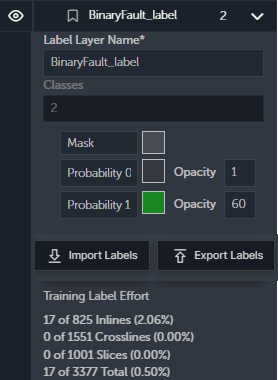 BinaryFault_label 2
Label Layer Name*
BinaryFault_label
Classes
2
Mask
Probability 0 Opacity 1
Probability 1 Opacity 60
Import Labels Export Labels
Training Label Effort
17 of 825 Inlines (2.06%)
0 of 1551 Crosslines (0.00%)
0 of 1001 Slices (0.00%)
17 of 3377 Total (0.50%)